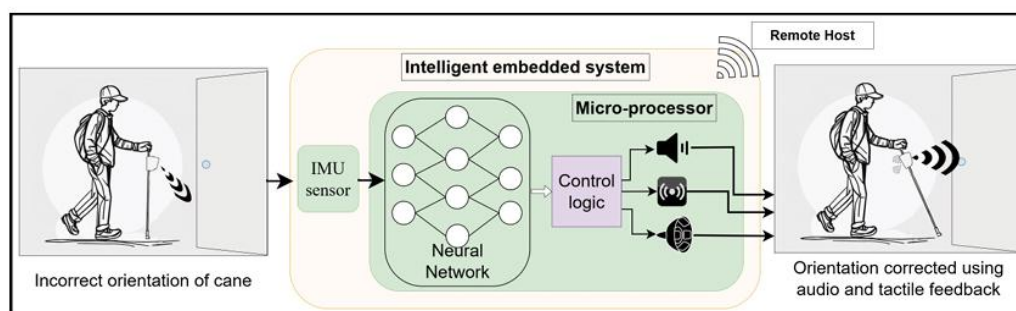 Remote Host
Intelligent embedded system
Micro-processor
IMU
sensor
Control
logic
Neural
Network
Incorrect orientation of cane
Orientation corrected using
audio and tactile feedback